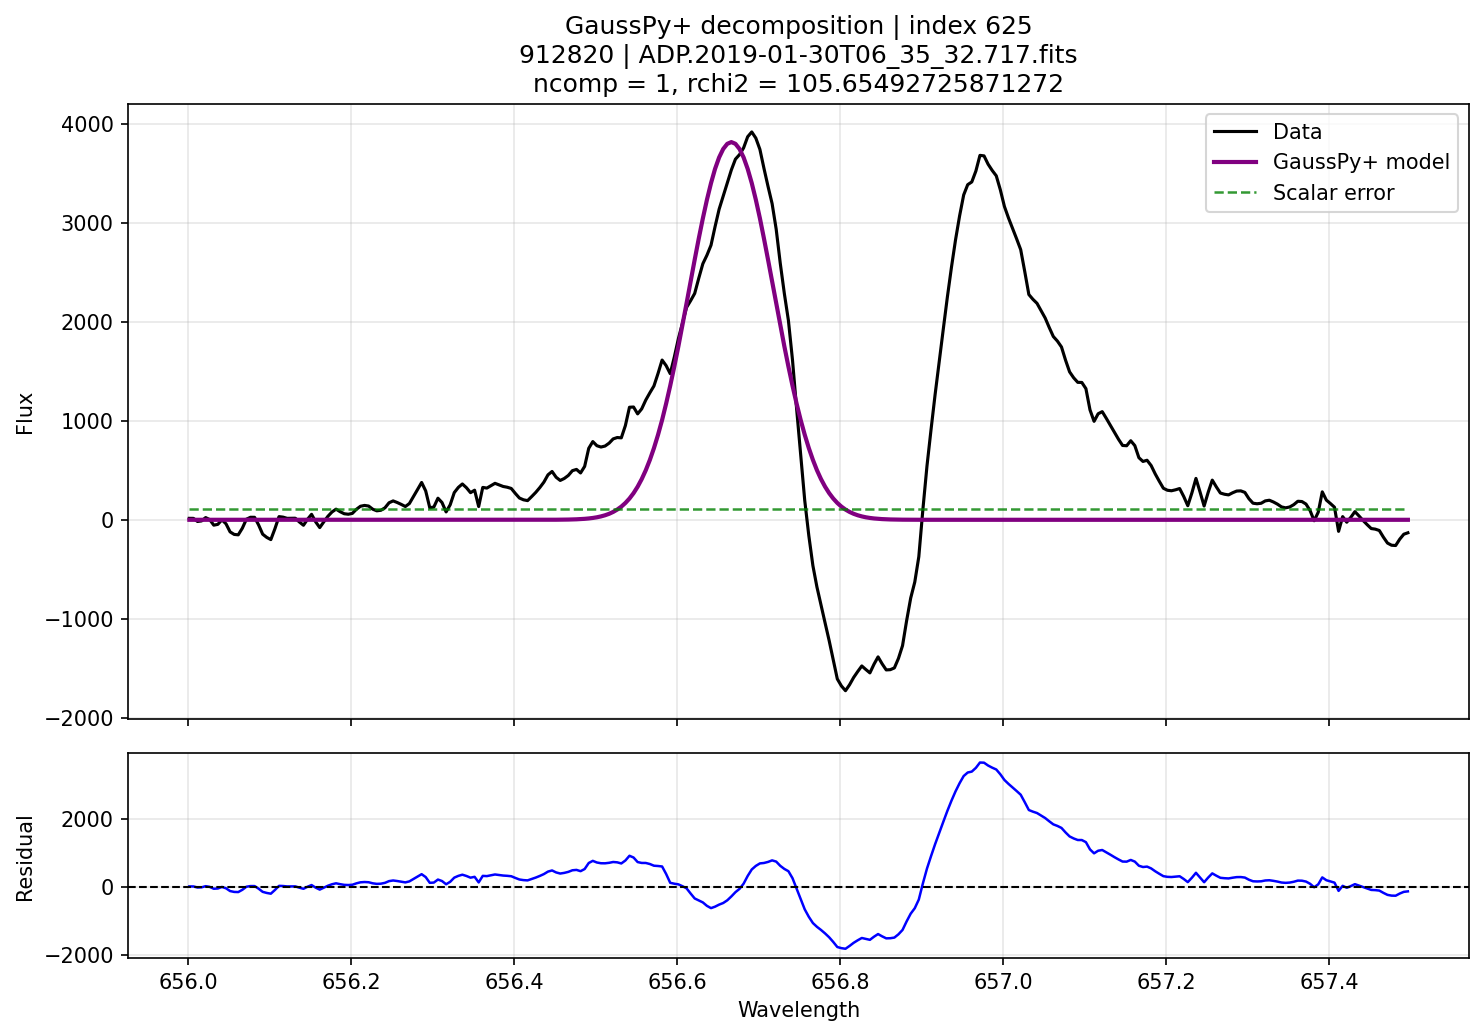 GaussPy+ decomposition | index 625
912820 | ADP.2019-01-30T06_35_32.717.fits
ncomp = 1, rchi2 = 105.65492725871272
Data
GaussPy+ model
Scalar error
4000
3000
2000
1000
0
−1000
−2000
Flux
2000
0
−2000
Residual
656.0
656.2
656.4
656.6
656.8
657.0
657.2
657.4
Wavelength